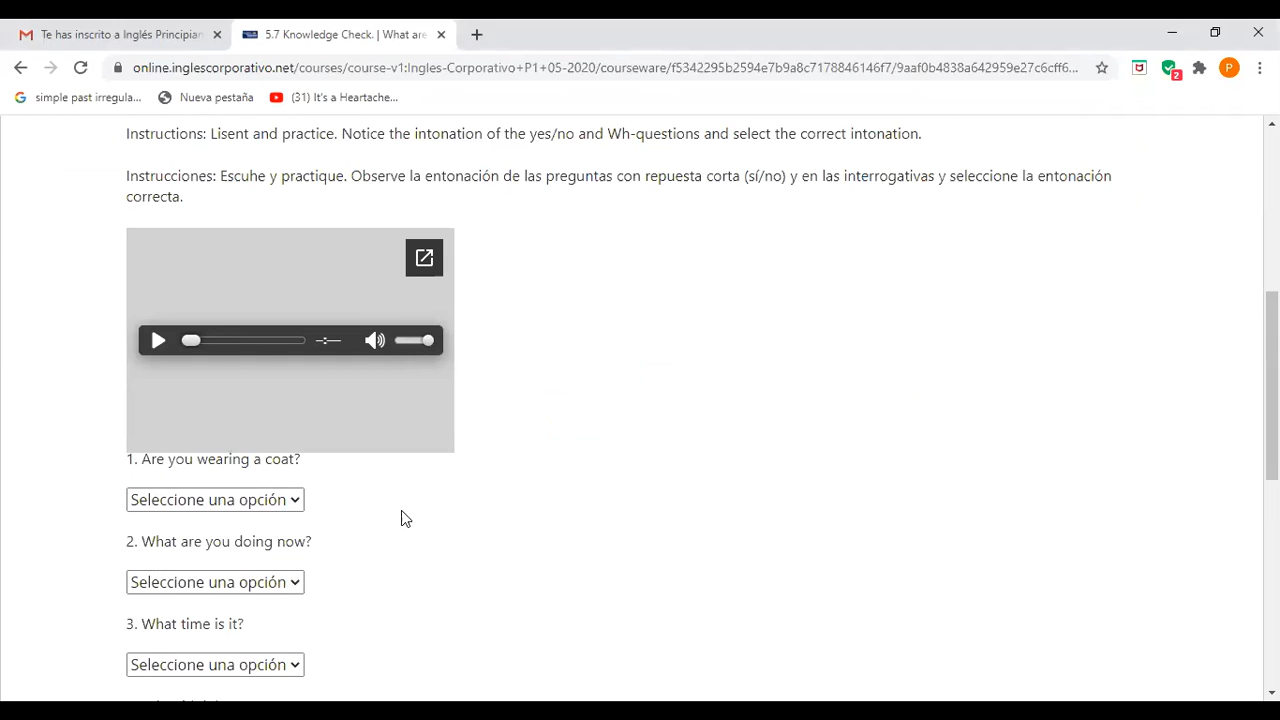 Te has inscrito a Inglés Principian
5.7 Knowledge Check. | What are
online.inglescorporativo.net/courses/course-v1:Ingles-Corporativo+P1+05-2020/courseware/f5342295b2594e7b9a8c7178846146f7/9aaf0b4838a642959e27c6cff6...
2
P
simple past irregula...
Nueva pestaña
(31) It's a Heartache...
Instructions: Lisent and practice. Notice the intonation of the yes/no and Wh-questions and select the correct intonation.
Instrucciones: Escuhe y practique. Observe la entonación de las preguntas con repuesta corta (sí/no) y en las interrogativas y seleccione la entonación
correcta.
-:--
1. Are you wearing a coat?
Seleccione una opción
2. What are you doing now?
Seleccione una opción
3. What time is it?
Seleccione una opción